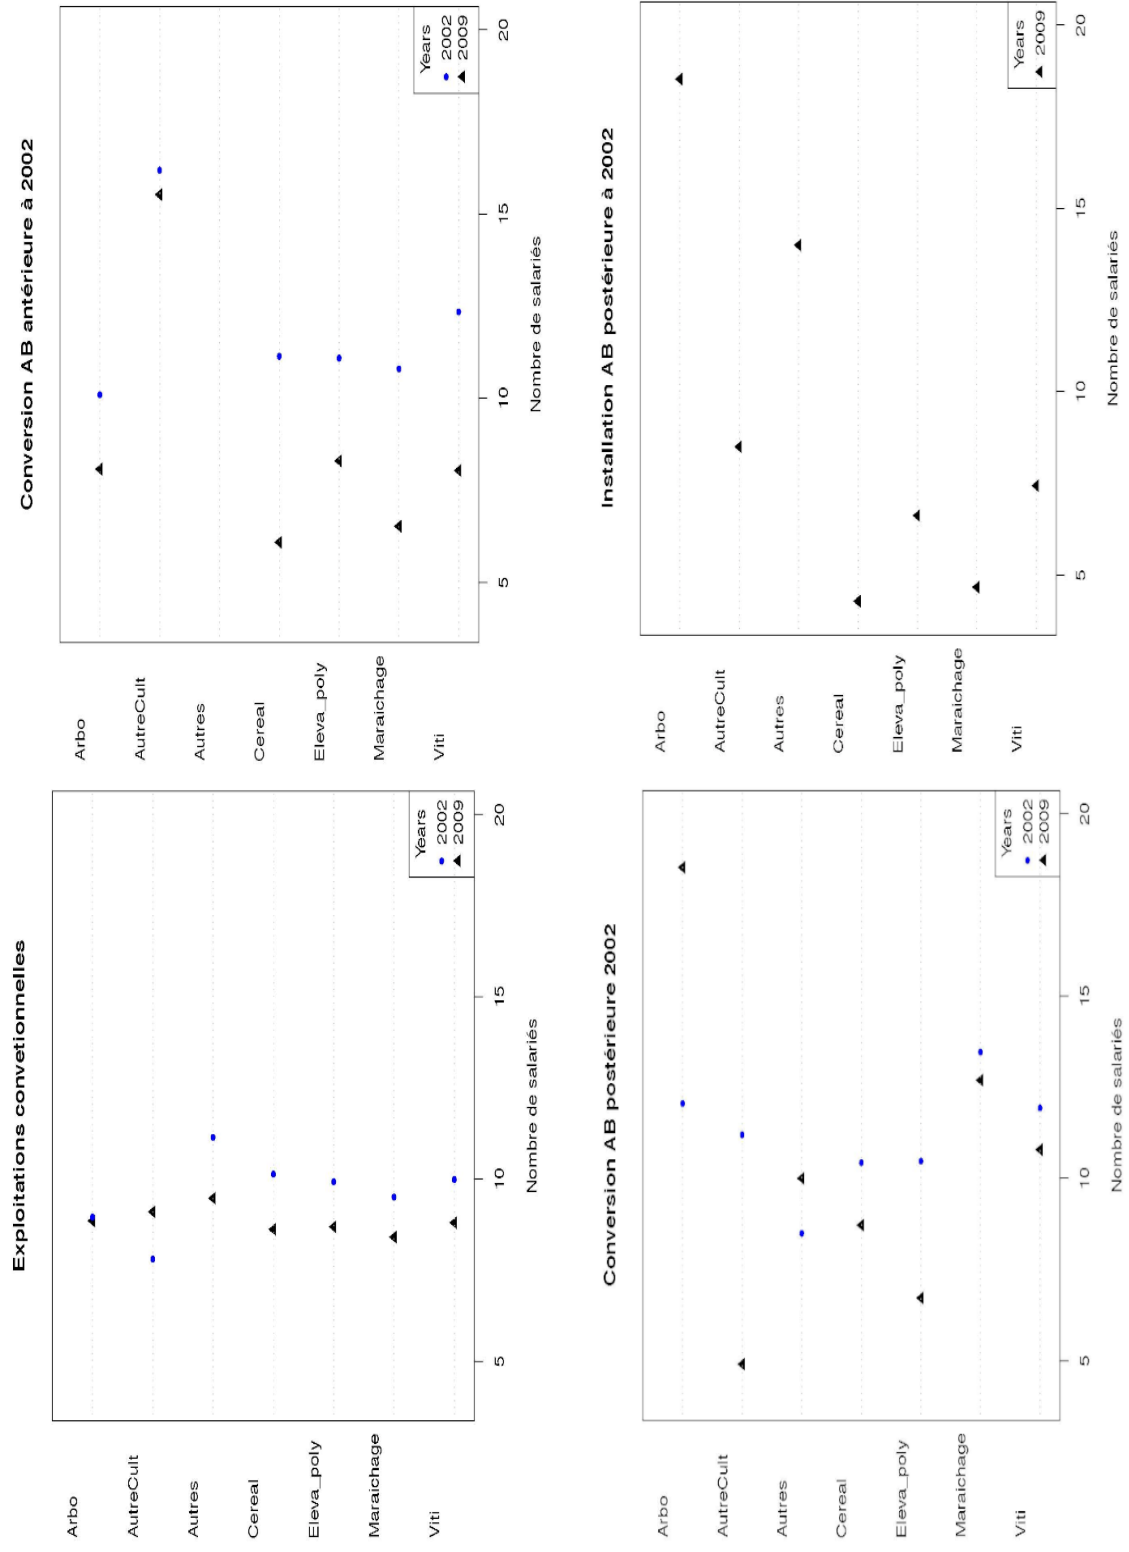 Exploitations convetionnelles
Arbo
AutreCult
Autres
Cereal
Eleva_poly
Maraichage
Viti
Years
2002
2009
5 10 15 20
Nombre de salariés
Conversion AB antérieure à 2002
Arbo
AutreCult
Autres
Cereal
Eleva_poly
Maraichage
Viti
Years
2002
2009
5 10 15 20
Nombre de salariés
Conversion AB postérieure 2002
Arbo
AutreCult
Autres
Cereal
Eleva_poly
Maraichage
Viti
Years
2002
2009
5 10 15 20
Nombre de salariés
Installation AB postérieure à 2002
Arbo
AutreCult
Autres
Cereal
Eleva_poly
Maraichage
Viti
Years
2009
5 10 15 20
Nombre de salariés